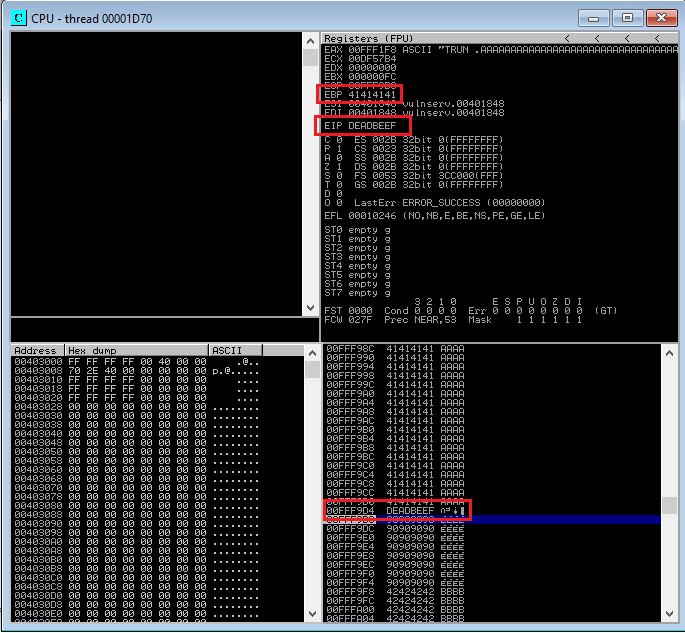 CPU - thread 00001D70
Registers (FPU) < < < <
EAX 00FFF1F8 ASCII "TRUN .AAAAAAAAAAAAAAAAAAAAAAAAAAAAAAAA
ECX 00DF57B4
EDX 00000000
EBX 000000FC
ESP 00FFF9D8
EBP 41414141
ESI 00401848 vulnserv.00401848
EDI 00401848 vulnserv.00401848
EIP DEADBEEF
C 0 ES 002B 32bit 0(FFFFFFFF)
P 1 CS 0023 32bit 0(FFFFFFFF)
A 0 SS 002B 32bit 0(FFFFFFFF)
Z 1 DS 002B 32bit 0(FFFFFFFF)
S 0 FS 0053 32bit 3CC000(FFF)
T 0 GS 002B 32bit 0(FFFFFFFF)
D 0
O 0 LastErr ERROR_SUCCESS (00000000)
EFL 00010246 (NO,NB,E,BE,NS,PE,GE,LE)
ST0 empty g
ST1 empty g
ST2 empty g
ST3 empty g
ST4 empty g
ST5 empty g
ST6 empty g
ST7 empty g
3 2 1 0 E S P U O Z D I
FST 0000 Cond 0 0 0 0 Err 0 0 0 0 0 0 0 0 (GT)
FCW 027F Prec NEAR,53 Mask 1 1 1 1 1 1
Address Hex dump ASCII
00403000 FF FF FF FF 00 40 00 00 .@..
00403008 70 2E 40 00 00 00 00 00 p.@.....
00403010 FF FF FF FF 00 00 00 00 ....
00403018 FF FF FF FF 00 00 00 00 ....
00403020 FF FF FF FF 00 00 00 00 ....
00403028 00 00 00 00 00 00 00 00 ........
00403030 00 00 00 00 00 00 00 00 ........
00403038 00 00 00 00 00 00 00 00 ........
00403040 00 00 00 00 00 00 00 00 ........
00403048 00 00 00 00 00 00 00 00 ........
00403050 00 00 00 00 00 00 00 00 ........
00403058 00 00 00 00 00 00 00 00 ........
00403060 00 00 00 00 00 00 00 00 ........
00403068 00 00 00 00 00 00 00 00 ........
00403070 00 00 00 00 00 00 00 00 ........
00403078 00 00 00 00 00 00 00 00 ........
00403080 00 00 00 00 00 00 00 00 ........
00403088 00 00 00 00 00 00 00 00 ........
00403090 00 00 00 00 00 00 00 00 ........
00403098 00 00 00 00 00 00 00 00 ........
004030A0 00 00 00 00 00 00 00 00 ........
004030A8 00 00 00 00 00 00 00 00 ........
004030B0 00 00 00 00 00 00 00 00 ........
004030B8 00 00 00 00 00 00 00 00 ........
004030C0 00 00 00 00 00 00 00 00 ........
004030C8 00 00 00 00 00 00 00 00 ........
004030D0 00 00 00 00 00 00 00 00 ........
004030D8 00 00 00 00 00 00 00 00 ........
004030E0 00 00 00 00 00 00 00 00 ........
00FFF98C 41414141 AAAA
00FFF990 41414141 AAAA
00FFF994 41414141 AAAA
00FFF998 41414141 AAAA
00FFF99C 41414141 AAAA
00FFF9A0 41414141 AAAA
00FFF9A4 41414141 AAAA
00FFF9A8 41414141 AAAA
00FFF9AC 41414141 AAAA
00FFF9B0 41414141 AAAA
00FFF9B4 41414141 AAAA
00FFF9B8 41414141 AAAA
00FFF9BC 41414141 AAAA
00FFF9C0 41414141 AAAA
00FFF9C4 41414141 AAAA
00FFF9C8 41414141 AAAA
00FFF9CC 41414141 AAAA
00FFF9D0 41414141 AAAA
00FFF9D4 DEADBEEF
00FFF9D8 90909090 ÉÉÉÉ
00FFF9DC 90909090 ÉÉÉÉ
00FFF9E0 90909090 ÉÉÉÉ
00FFF9E4 90909090 ÉÉÉÉ
00FFF9E8 90909090 ÉÉÉÉ
00FFF9EC 90909090 ÉÉÉÉ
00FFF9F0 90909090 ÉÉÉÉ
00FFF9F4 90909090 ÉÉÉÉ
00FFF9F8 42424242 BBBB
00FFF9FC 42424242 BBBB
00FFFA00 42424242 BBBB
00FFFA04 42424242 BBBB